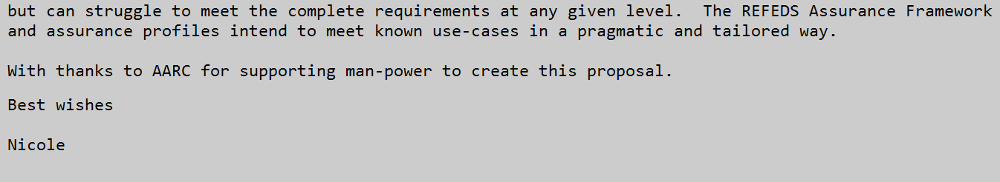 but can struggle to meet the complete requirements at any given level.  The REFEDS Assurance Framework
and assurance profiles intend to meet known use-cases in a pragmatic and tailored way.
With thanks to AARC for supporting man-power to create this proposal.
Best wishes
Nicole